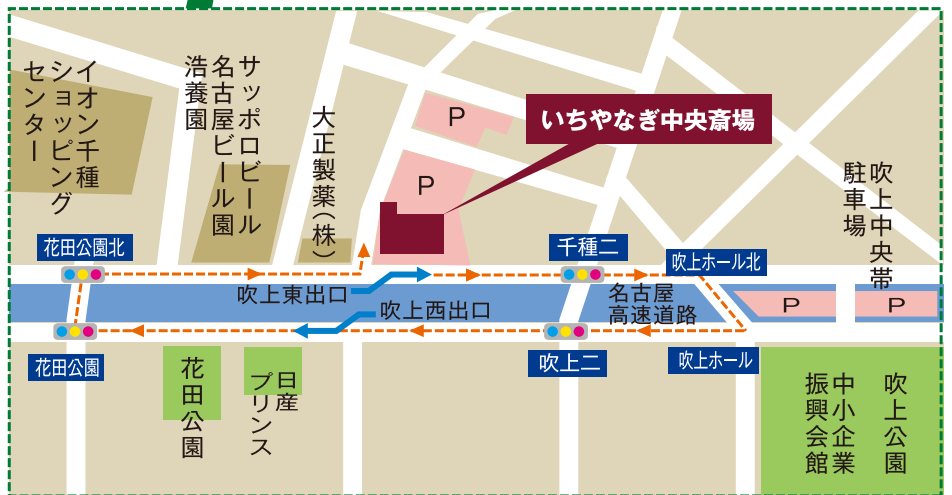 イオン千種
ショッピング
センター
サッポロビール
名古屋ビール園
浩養園
大正製薬(株)
P
P
いちやなぎ中央斎場
吹上中央帯
駐車場
花田公園北
千種二
吹上ホール北
吹上東出口
吹上西出口
名古屋
高速道路
P
P
花田公園
吹上二
吹上ホール
花田公園
日産
プリンス
吹上公園
中小企業
振興会館